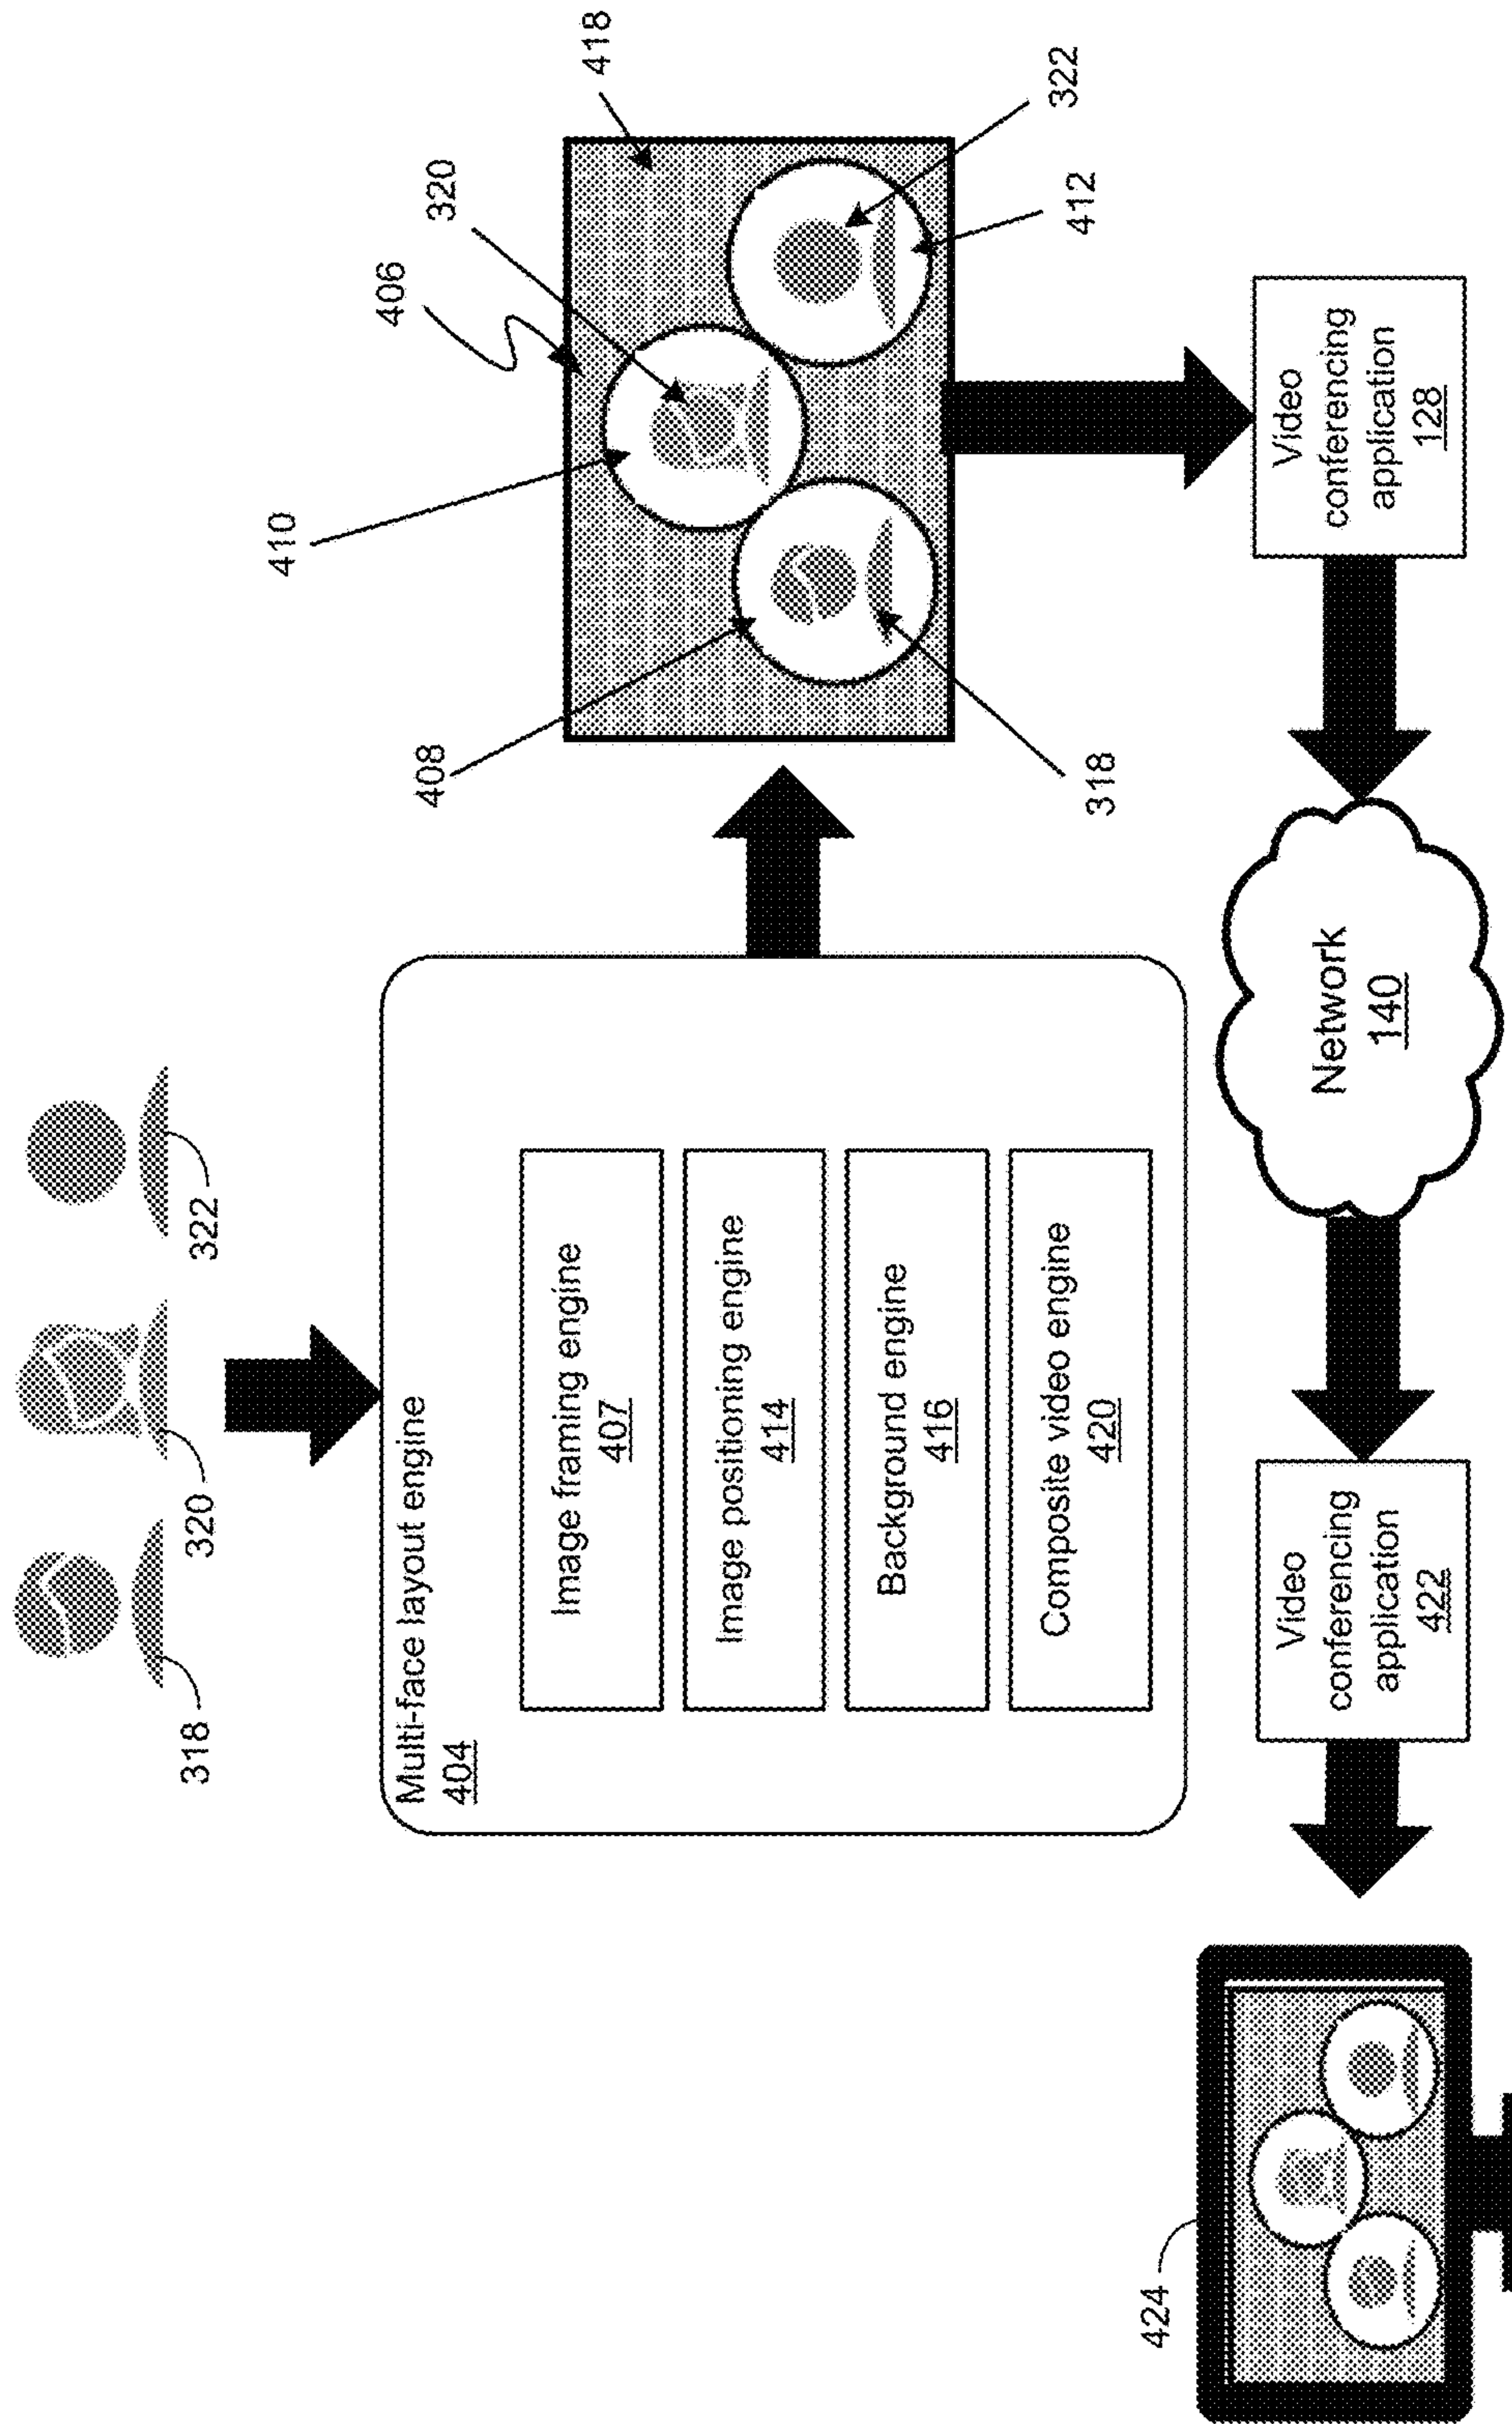 318
320
322
Multi-face layout engine
404
Image framing engine
407
Image positioning engine
414
Background engine
416
Composite video engine
420
408
410
406
320
418
318
412
322
424
Video
conferencing
application
422
Network
140
Video
conferencing
application
128